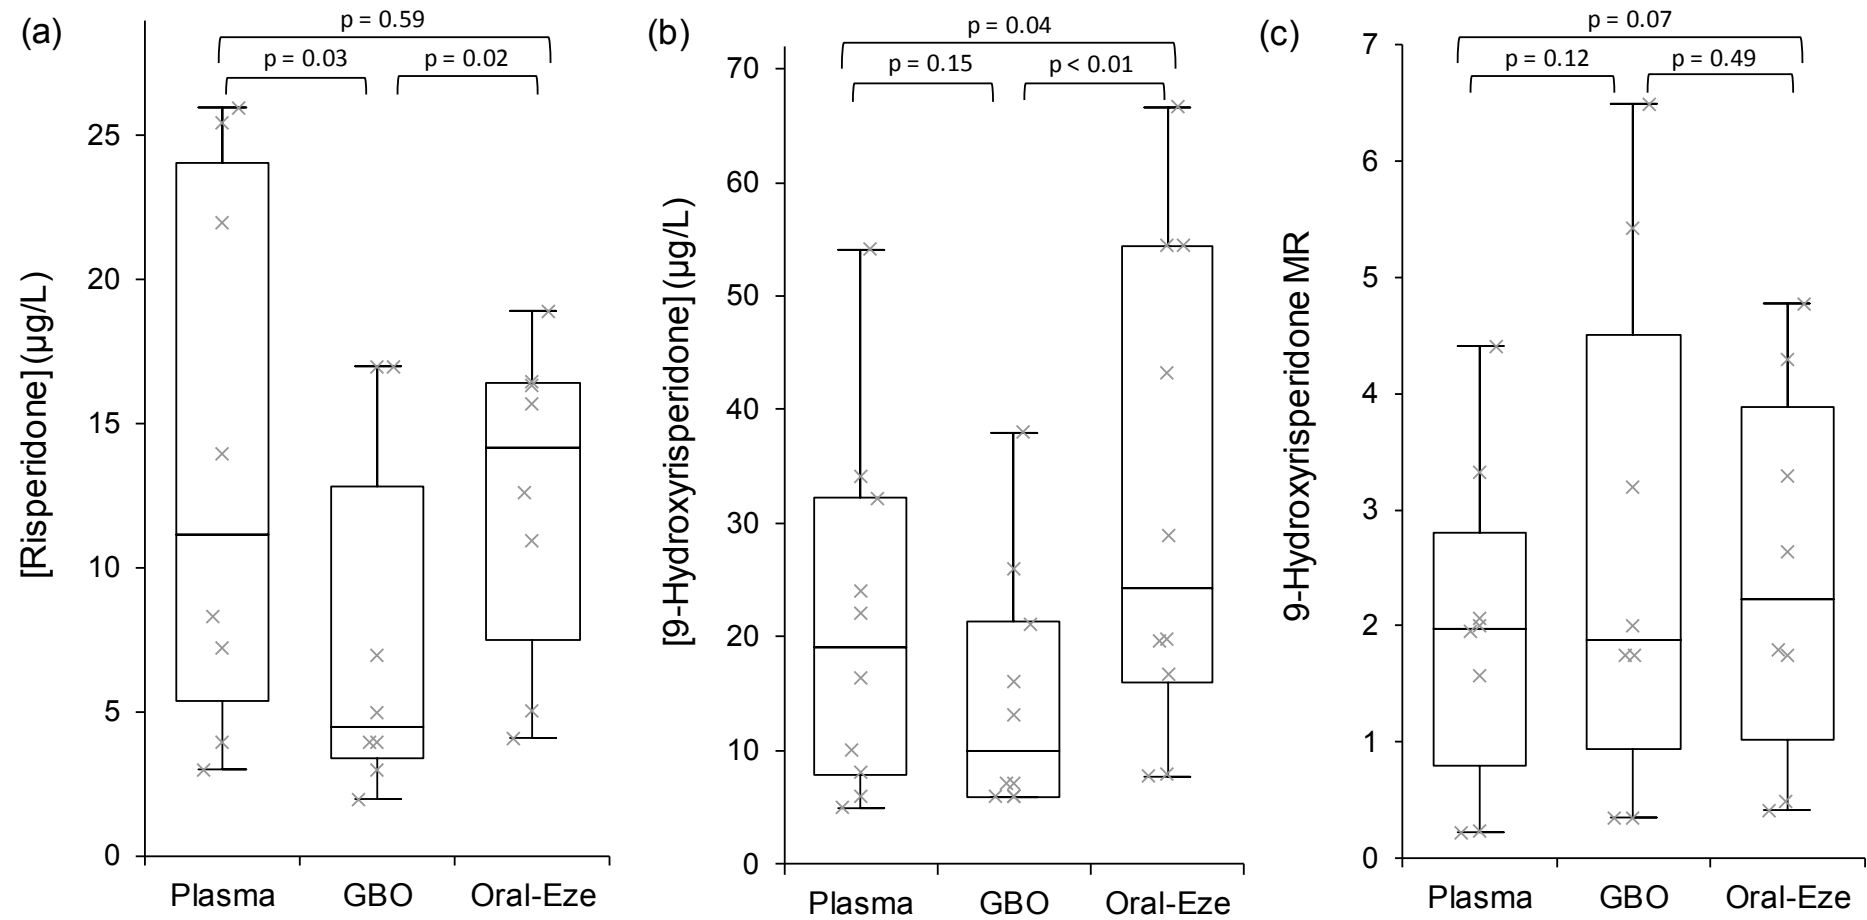 (a)
p = 0.59
p = 0.03
p = 0.02
[Risperidone] (µg/L)
25
20
15
10
5
0
Plasma
GBO
Oral-Eze
(b)
p = 0.04
p = 0.15
p < 0.01
[9-Hydroxyrisperidone] (µg/L)
70
60
50
40
30
20
10
0
Plasma
GBO
Oral-Eze
(c)
p = 0.07
p = 0.12
p = 0.49
9-Hydroxyrisperidone MR
7
6
5
4
3
2
1
0
Plasma
GBO
Oral-Eze